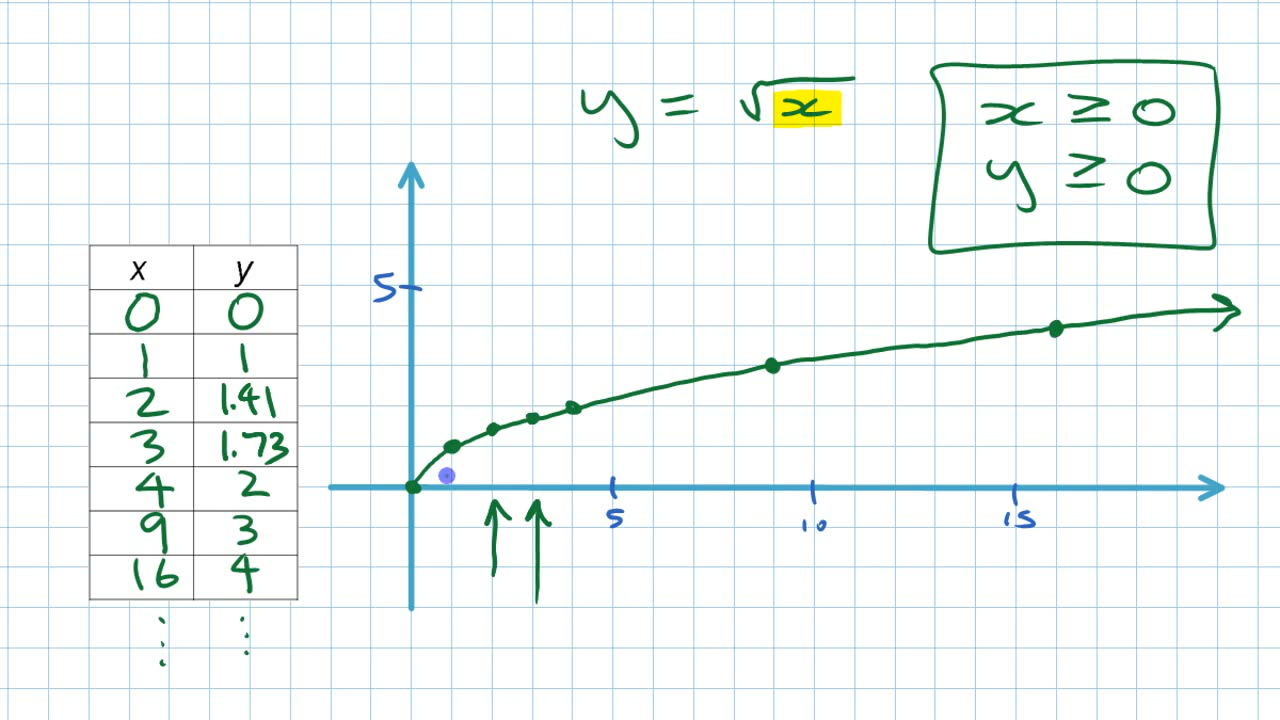 y = √x
x ≥ 0
y ≥ 0
x y
0 0
1 1
2 1.41
3 1.73
4 2
9 3
16 4
⋮ ⋮
5
5 10 15